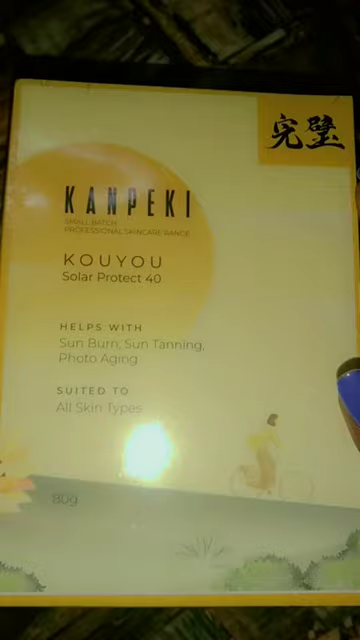 完璧
KANPEKI
SMALL BATCH
PROFESSIONAL SKINCARE RANGE
KOUYOU
Solar Protect 40
HELPS WITH
Sun Burn, Sun Tanning,
Photo Aging
SUITED TO
All Skin Types
80g